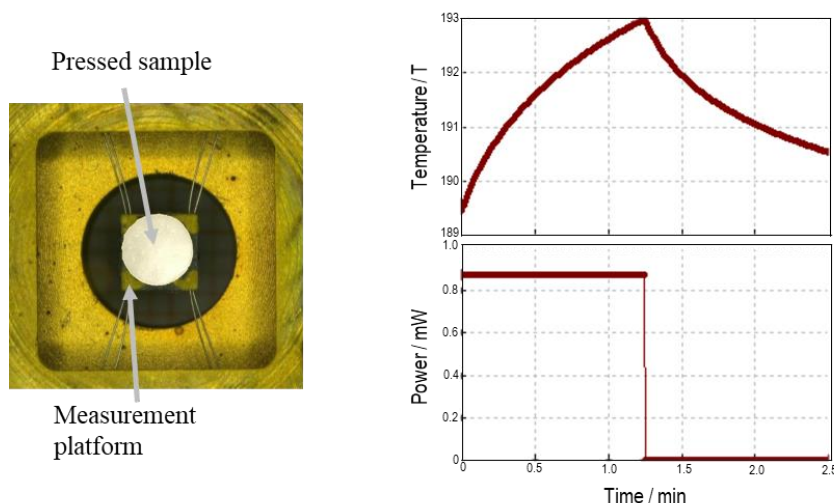 Pressed sample
Measurement
platform
Temperature / T
193
192
191
190
189
Power / mW
1.0
0.8
0.6
0.4
0.2
0
0
0.5
1.0
1.5
2.0
2.5
Time / min